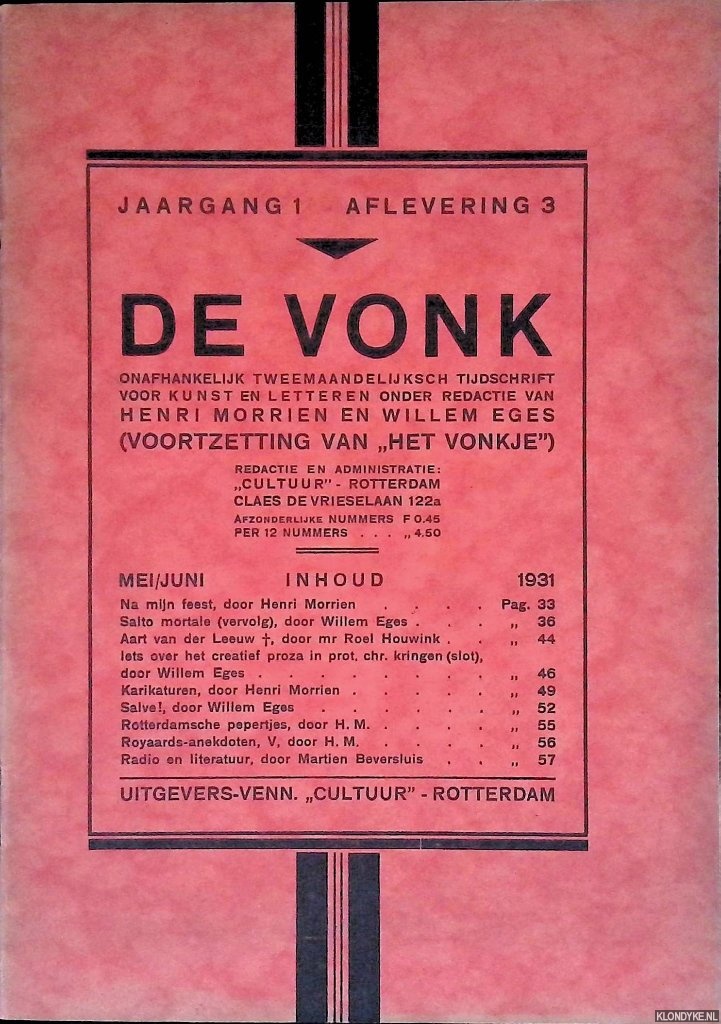 JAARGANG 1 AFLEVERING 3
DE VONK
ONAFHANKELIJK TWEEMAANDELIJKSCH TIJDSCHRIFT
VOOR KUNST EN LETTEREN ONDER REDACTIE VAN
HENRI MORRIEN EN WILLEM EGES
(VOORTZETTING VAN „HET VONKJE”)
REDACTIE EN ADMINISTRATIE:
„CULTUUR” - ROTTERDAM
CLAES DE VRIESELAAN 122a
AFZONDERLIJKE NUMMERS F 0.45
PER 12 NUMMERS . . . „ 4.50
MEI/JUNI INHOUD 1931
Na mijn feest, door Henri Morrien . . . . Pag. 33
Salto mortale (vervolg), door Willem Eges . . . „ 36
Aart van der Leeuw †, door mr Roel Houwink . . „ 44
Iets over het creatief proza in prot. chr. kringen (slot),
door Willem Eges . . . . . . . . . „ 46
Karikaturen, door Henri Morrien . . . . . „ 49
Salve!, door Willem Eges . . . . . . „ 52
Rotterdamsche pepertjes, door H. M. . . . . „ 55
Royaards-anekdoten, V, door H. M. . . . . „ 56
Radio en literatuur, door Martien Beversluis . . „ 57
UITGEVERS-VENN. „CULTUUR” - ROTTERDAM
KLONDYKE.NL